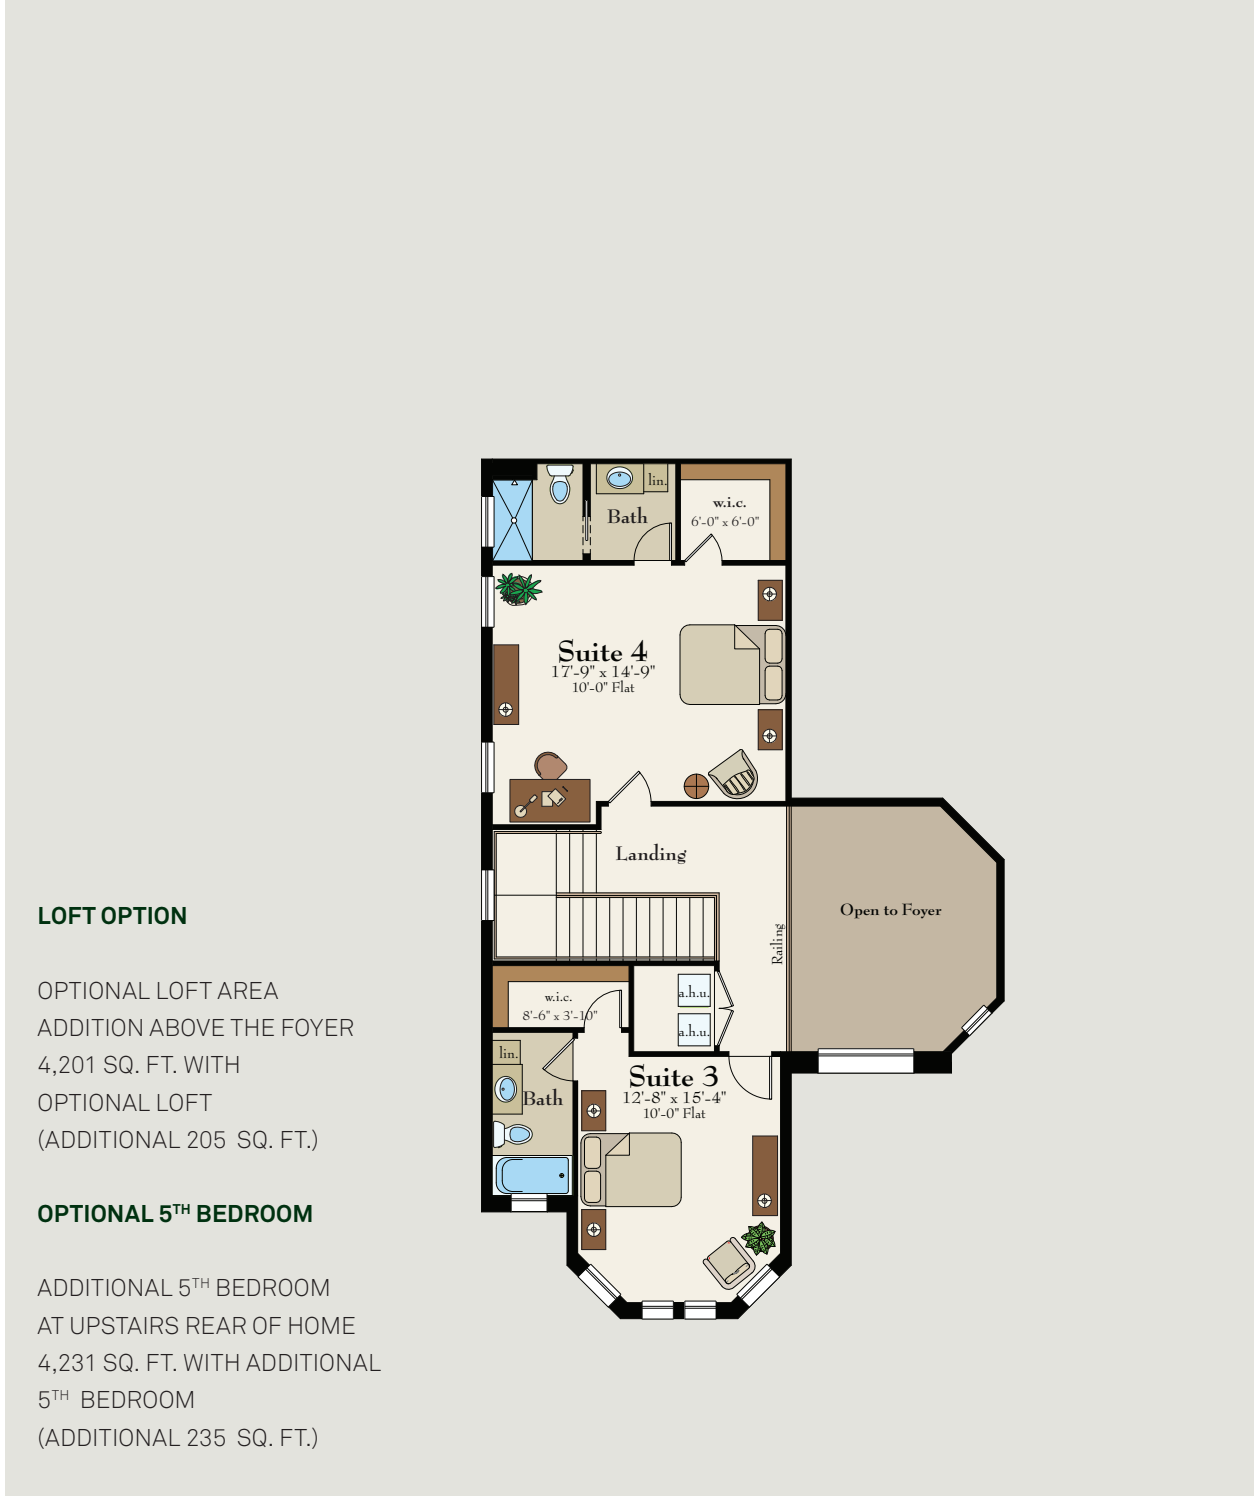 lin.
Bath
w.i.c.
6'-0" x 6'-0"
Suite 4
17'-9" x 14'-9"
10'-0" Flat
Landing
Open to Foyer
Railing
w.i.c.
8'-6" x 3'-10"
a.h.u.
a.h.u.
lin.
Bath
Suite 3
12'-8" x 15'-4"
10'-0" Flat
LOFT OPTION
OPTIONAL LOFT AREA
ADDITION ABOVE THE FOYER
4,201 SQ. FT. WITH
OPTIONAL LOFT
(ADDITIONAL 205 SQ. FT.)
OPTIONAL 5TH BEDROOM
ADDITIONAL 5TH BEDROOM
AT UPSTAIRS REAR OF HOME
4,231 SQ. FT. WITH ADDITIONAL
5TH BEDROOM
(ADDITIONAL 235 SQ. FT.)